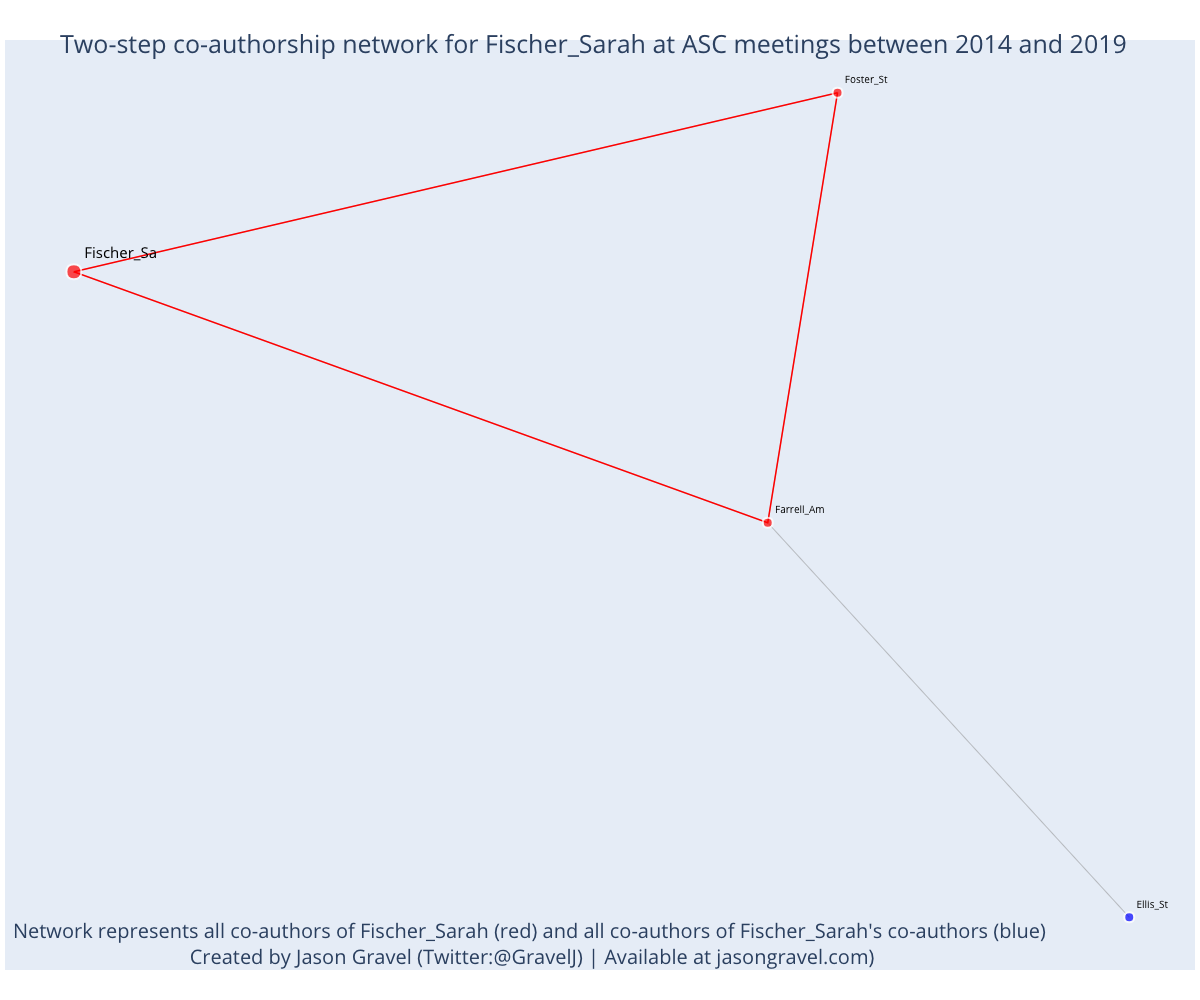 Two-step co-authorship network for Fischer_Sarah at ASC meetings between 2014 and 2019
Foster_St
Fischer_Sa
Farrell_Am
Ellis_St
Network represents all co-authors of Fischer_Sarah (red) and all co-authors of Fischer_Sarah's co-authors (blue)
Created by Jason Gravel (Twitter:@GravelJ) | Available at jasongravel.com)